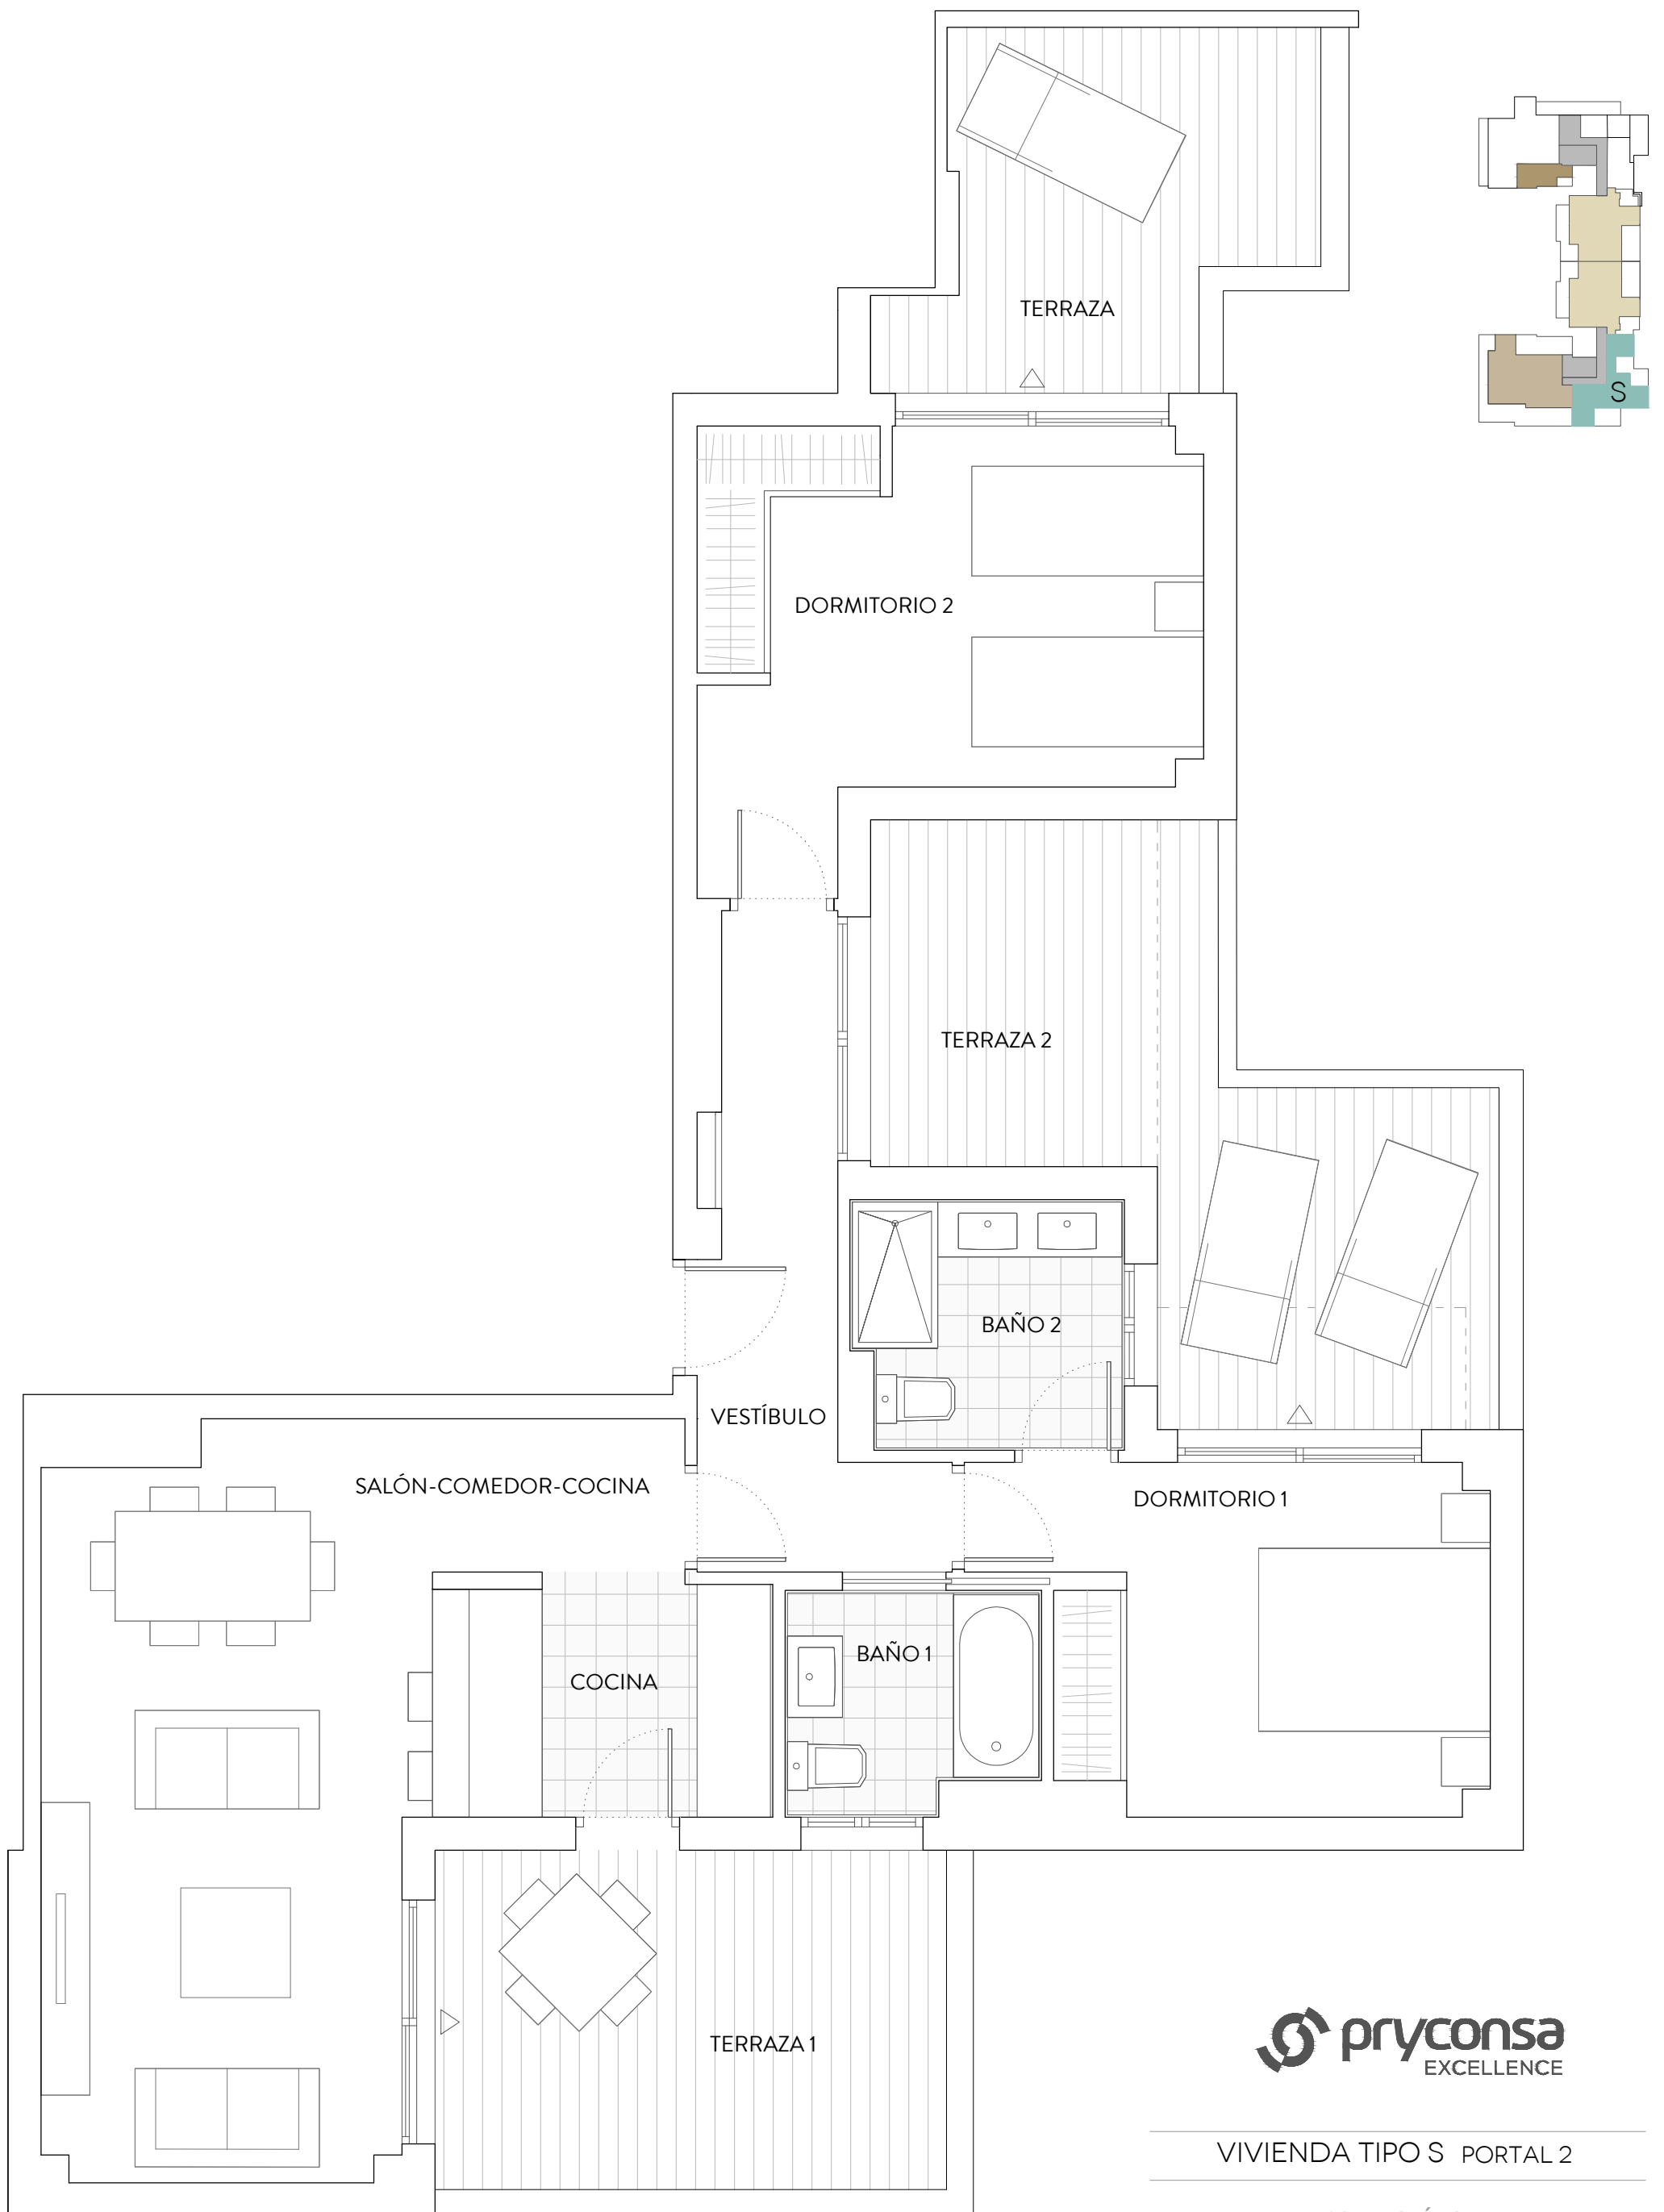 TERRAZA
S
DORMITORIO 2
TERRAZA 2
BAÑO 2
VESTÍBULO
SALÓN-COMEDOR-COCINA
DORMITORIO 1
BAÑO 1
COCINA
TERRAZA 1
pryconsa
EXCELLENCE
VIVIENDA TIPO S PORTAL 2